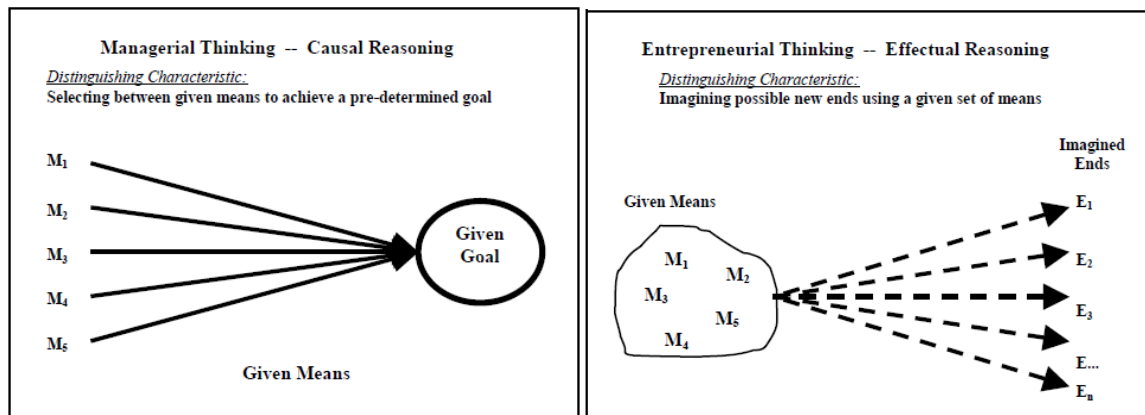 Managerial Thinking -- Causal Reasoning
Distinguishing Characteristic:
Selecting between given means to achieve a pre-determined goal
M1
M2
M3
M4
M5
Given
Goal
Given Means
Entrepreneurial Thinking -- Effectual Reasoning
Distinguishing Characteristic:
Imagining possible new ends using a given set of means
Imagined
Ends
Given Means
M1
M2
M3
M5
M4
E1
E2
E3
E...
En